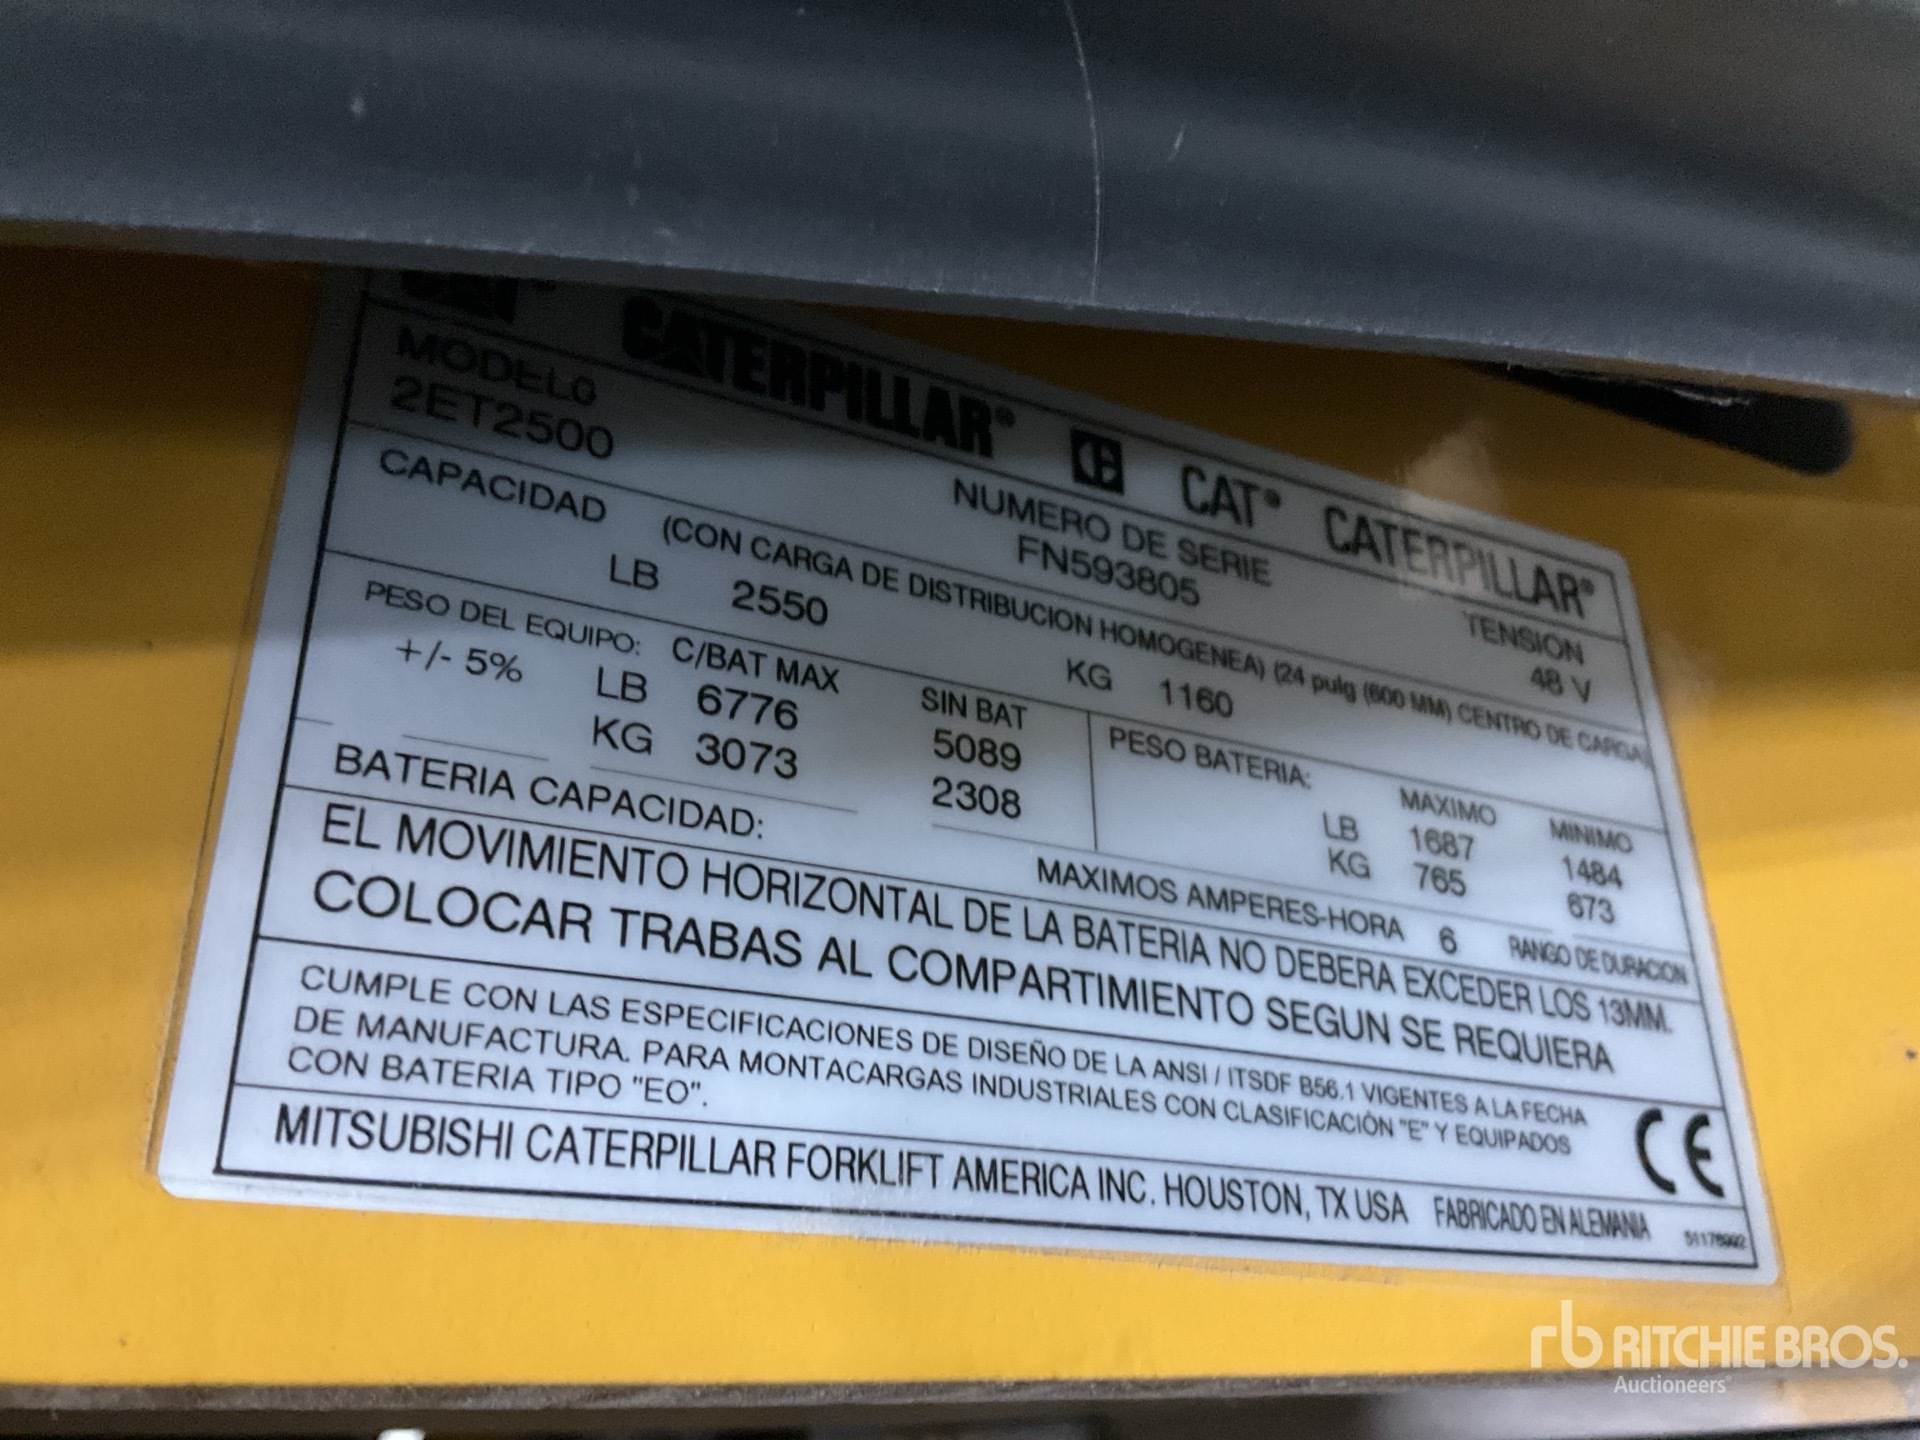 CAT CATERPILLAR® CAT® CATERPILLAR®
MODELO NUMERO DE SERIE TENSION
2ET2500 FN593805 48 V
CAPACIDAD (CON CARGA DE DISTRIBUCION HOMOGENEA) (24 pulg (600 MM) CENTRO DE CARGA)
LB 2550 KG 1160
PESO DEL EQUIPO: C/BAT MAX SIN BAT
+/- 5% LB 6776 5089
KG 3073 2308
PESO BATERIA: MAXIMO MINIMO
LB 1687 1484
KG 765 673
BATERIA CAPACIDAD: MAXIMOS AMPERES-HORA 6 RANGO DE DURACION
EL MOVIMIENTO HORIZONTAL DE LA BATERIA NO DEBERA EXCEDER LOS 13MM.
COLOCAR TRABAS AL COMPARTIMIENTO SEGUN SE REQUIERA
CUMPLE CON LAS ESPECIFICACIONES DE DISEÑO DE LA ANSI / ITSDF B56.1 VIGENTES A LA FECHA
DE MANUFACTURA. PARA MONTACARGAS INDUSTRIALES CON CLASIFICACIÓN "E" Y EQUIPADOS
CON BATERIA TIPO "EO".
CE
MITSUBISHI CATERPILLAR FORKLIFT AMERICA INC. HOUSTON, TX USA FABRICADO EN ALEMANIA
rb RITCHIE BROS.
Auctioneers